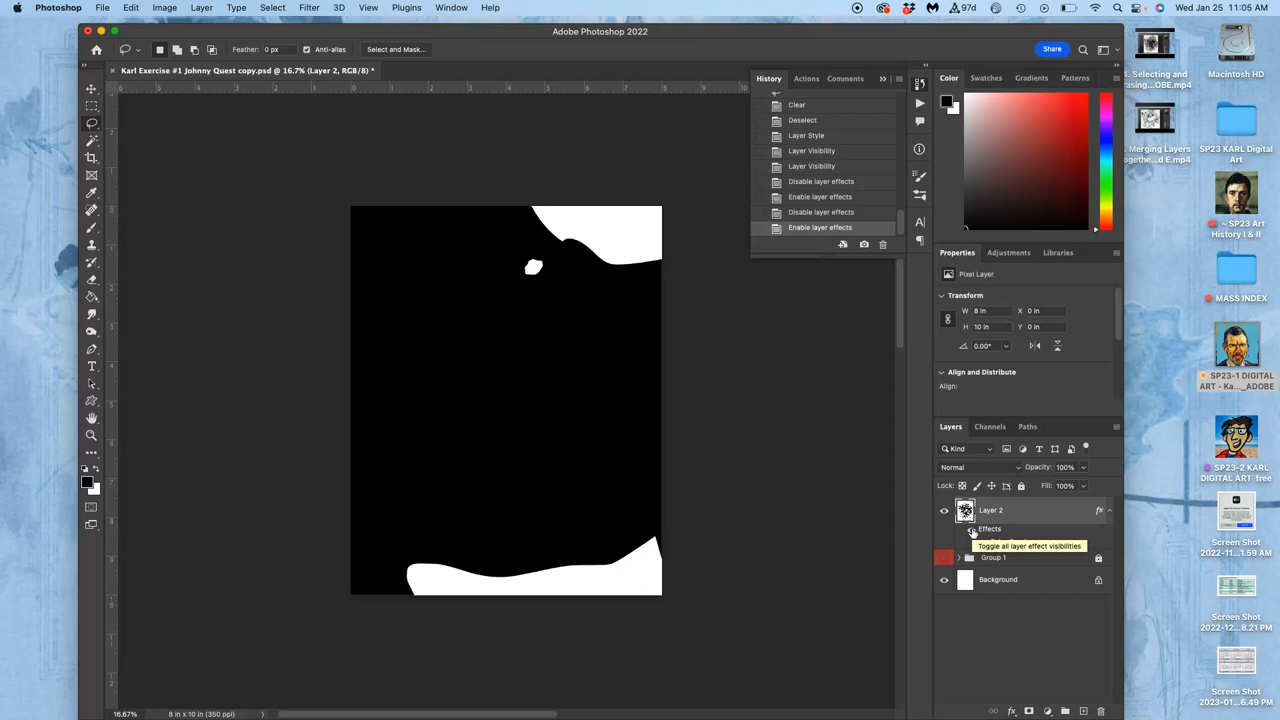 Photoshop File Edit Image Layer Type Select Filter 3D View Plugins Window Help
97d
Wed Jan 11 11:05 AM
Adobe Photoshop 2022
Feather: 0 px Anti-alias Select and Mask... Share
Karl Exercise #1 Johnny Quest copy.psd @ 16.7% (Layer 2, RGB/8) *
History Actions Comments
Clear
Deselect
Layer Style
Layer Visibility
Layer Visibility
Disable layer effects
Enable layer effects
Disable layer effects
Enable layer effects
Color Swatches Gradients Patterns
Properties Adjustments Libraries
Pixel Layer
Transform
W 8 in X 0 in
H 10 in Y 0 in
0.00°
Align and Distribute
Align:
Layers Channels Paths
Kind
Normal Opacity: 100%
Lock: Fill: 100%
Layer 2 fx
Effects
Toggle all layer effect visibilities
Group 1
Background
16.67% 8 in x 10 in (350 ppi)
Selecting and
OBE.mp4
Merging Layers
Macintosh HD
SP23 KARL Digital
Art
~ SP23 Art
History I & II
MASS INDEX
SP23-1 DIGITAL
ART - Ka..._ADOBE
SP23-2 KARL
DIGITAL ART free
Screen Shot
2022-11...1.59 AM
Screen Shot
2022-12...8.21 PM
Screen Shot
2023-01...6.49 PM